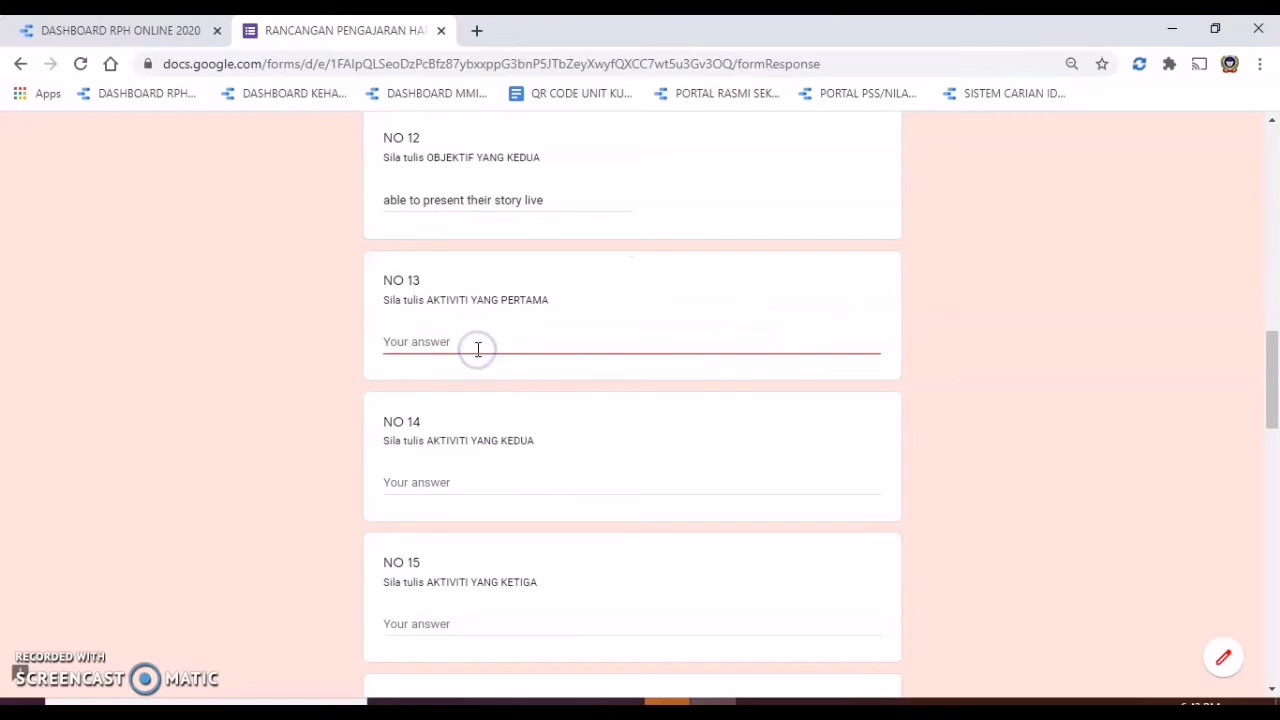 DASHBOARD RPH ONLINE 2020
RANCANGAN PENGAJARAN HAR
docs.google.com/forms/d/e/1FAIpQLSeoDzPcBfz87ybxxppG3bnP5JTbZeyXwyfQXCC7wt5u3Gv3OQ/formResponse
Apps DASHBOARD RPH... DASHBOARD KEHA... DASHBOARD MMI... QR CODE UNIT KU... PORTAL RASMI SEK... PORTAL PSS/NILA... SISTEM CARIAN ID...
NO 12
Sila tulis OBJEKTIF YANG KEDUA
able to present their story live
NO 13
Sila tulis AKTIVITI YANG PERTAMA
Your answer
NO 14
Sila tulis AKTIVITI YANG KEDUA
Your answer
NO 15
Sila tulis AKTIVITI YANG KETIGA
Your answer
RECORDED WITH
SCREENCAST MATIC